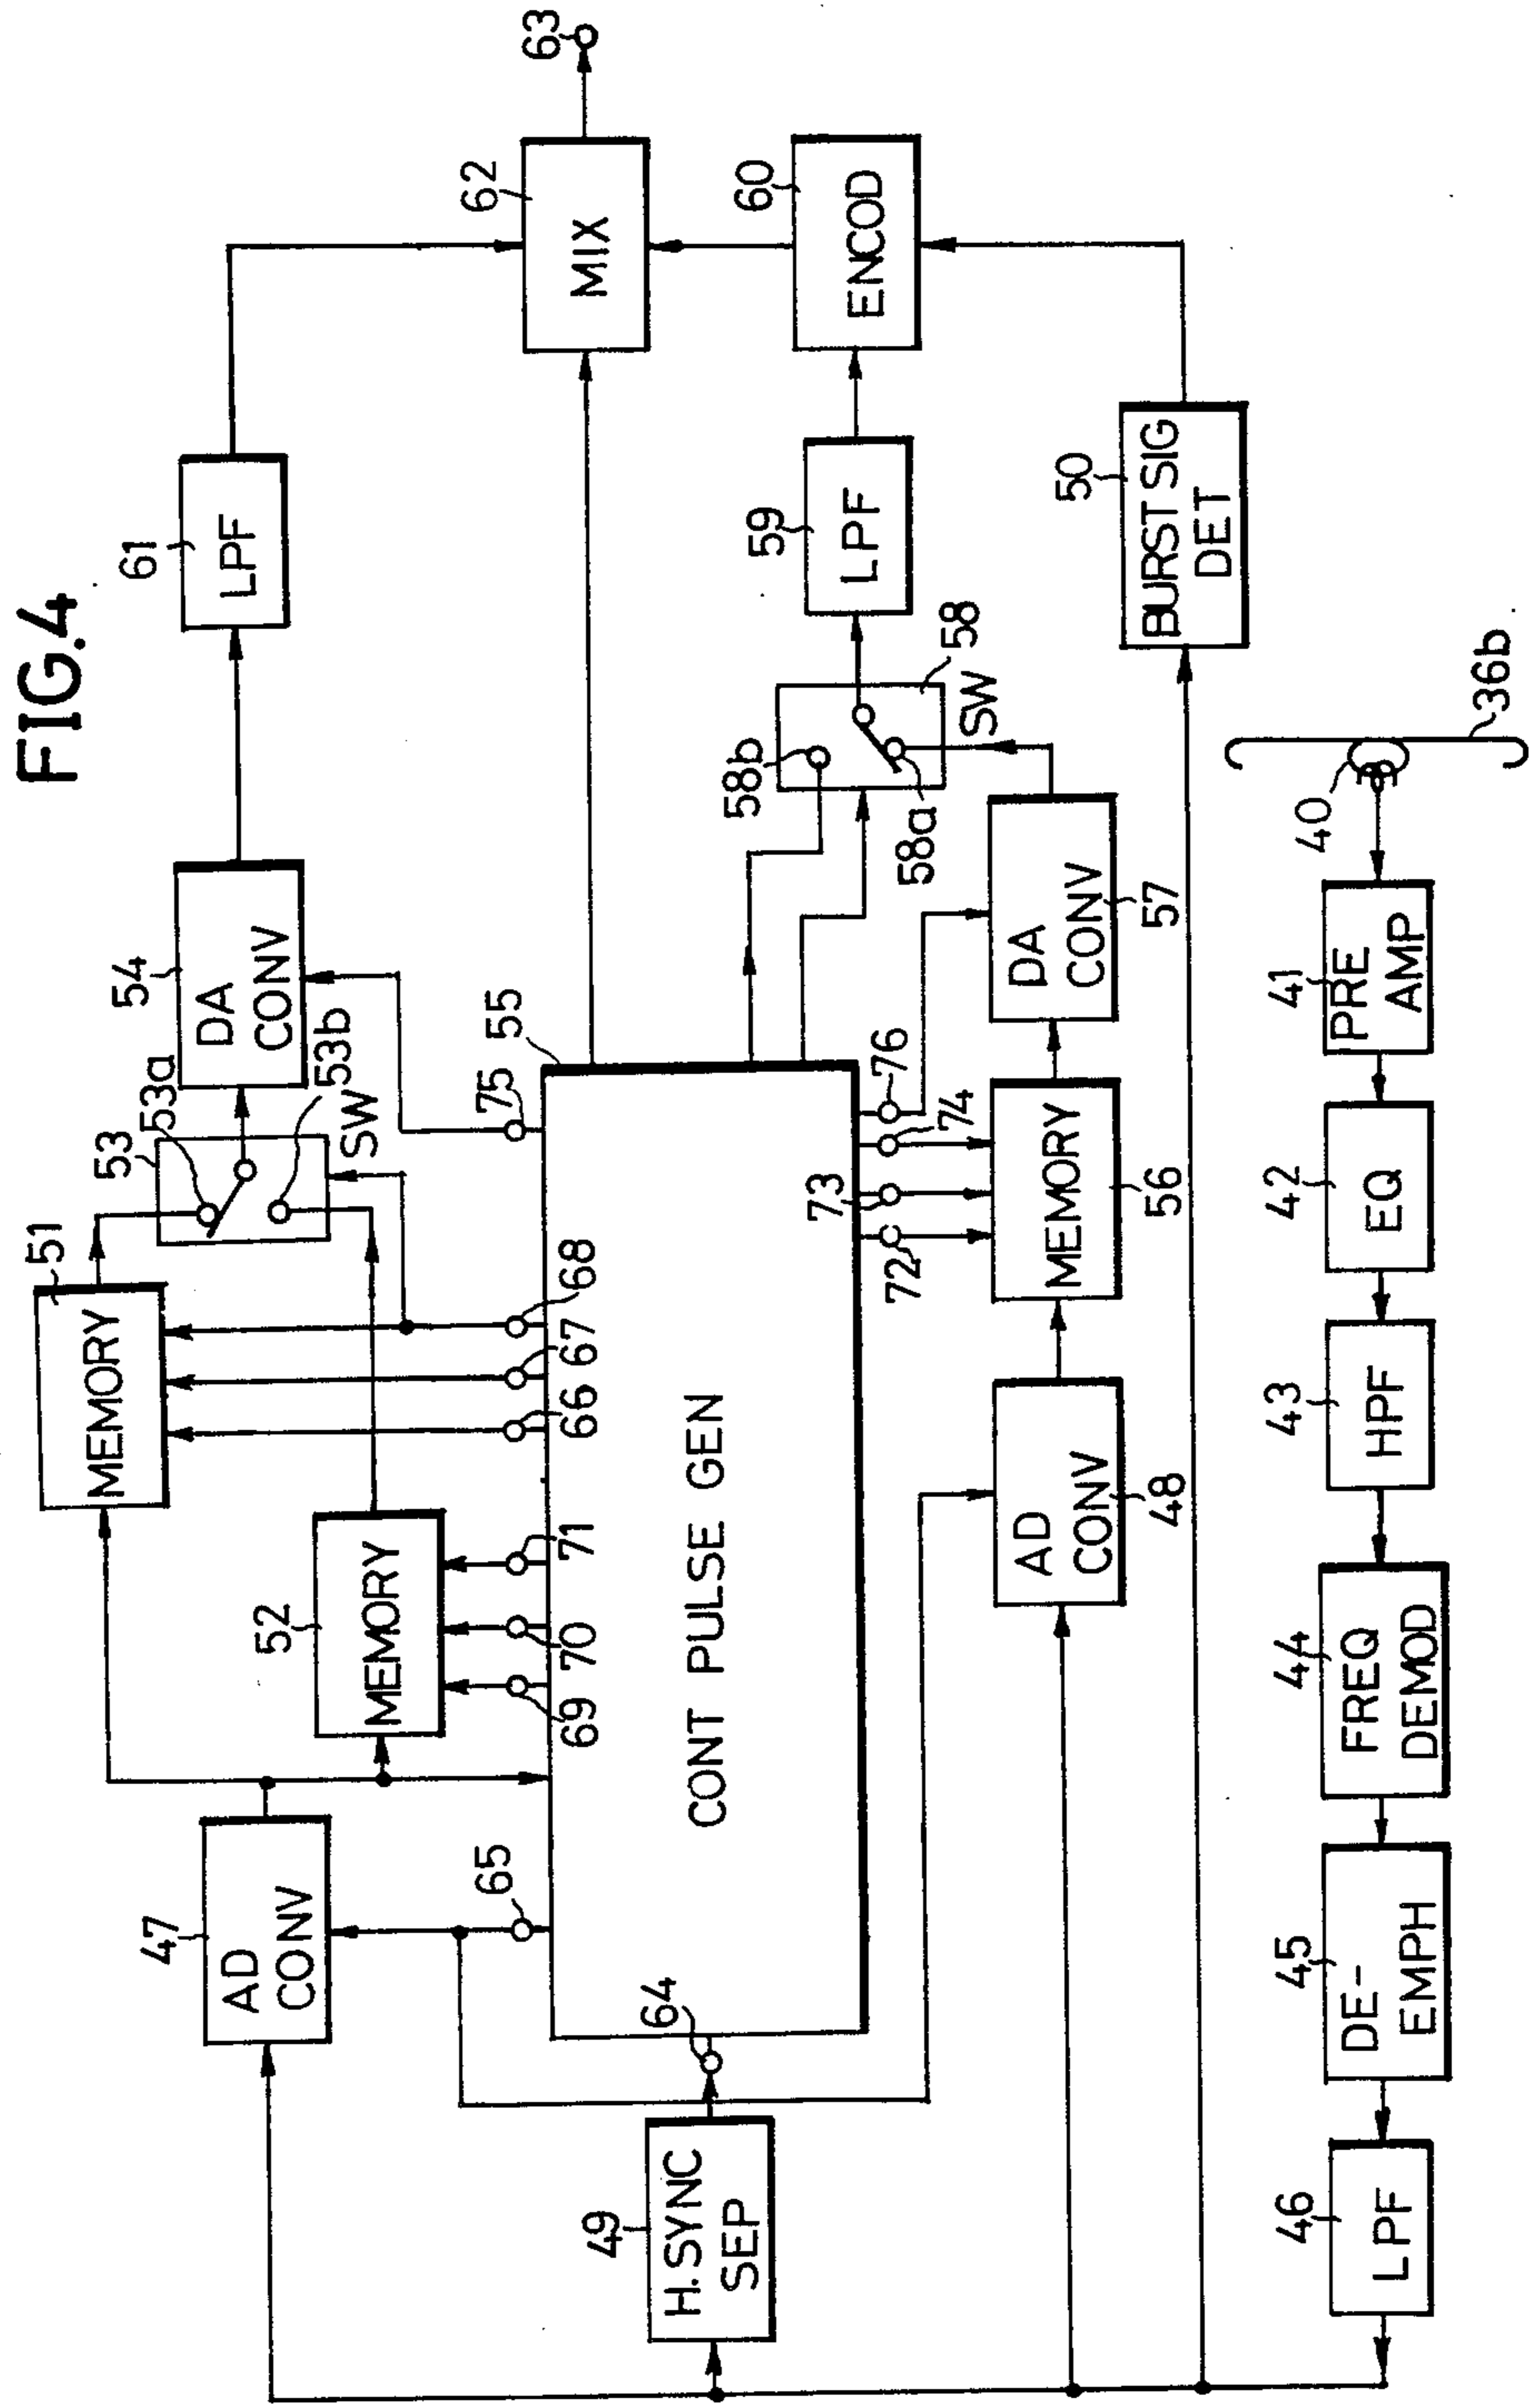 FIG.4
47
AD
CONV
51
MEMORY
52
MEMORY
53
53a
53b
SW
54
DA
CONV
61
LPF
62
MIX
63
65
69
70
71
66
67
68
75
55
CONT PULSE GEN
64
49
H.SYNC
SEP
72
73
74
76
AD
CONV
48
MEMORY
56
DA
CONV
57
58b
58a
58
SW
59
LPF
60
ENCOD
50
BURST SIG
DET
46
LPF
45
DE-
EMPH
44
FREQ
DEMOD
43
HPF
42
EQ
41
PRE
AMP
40
36b